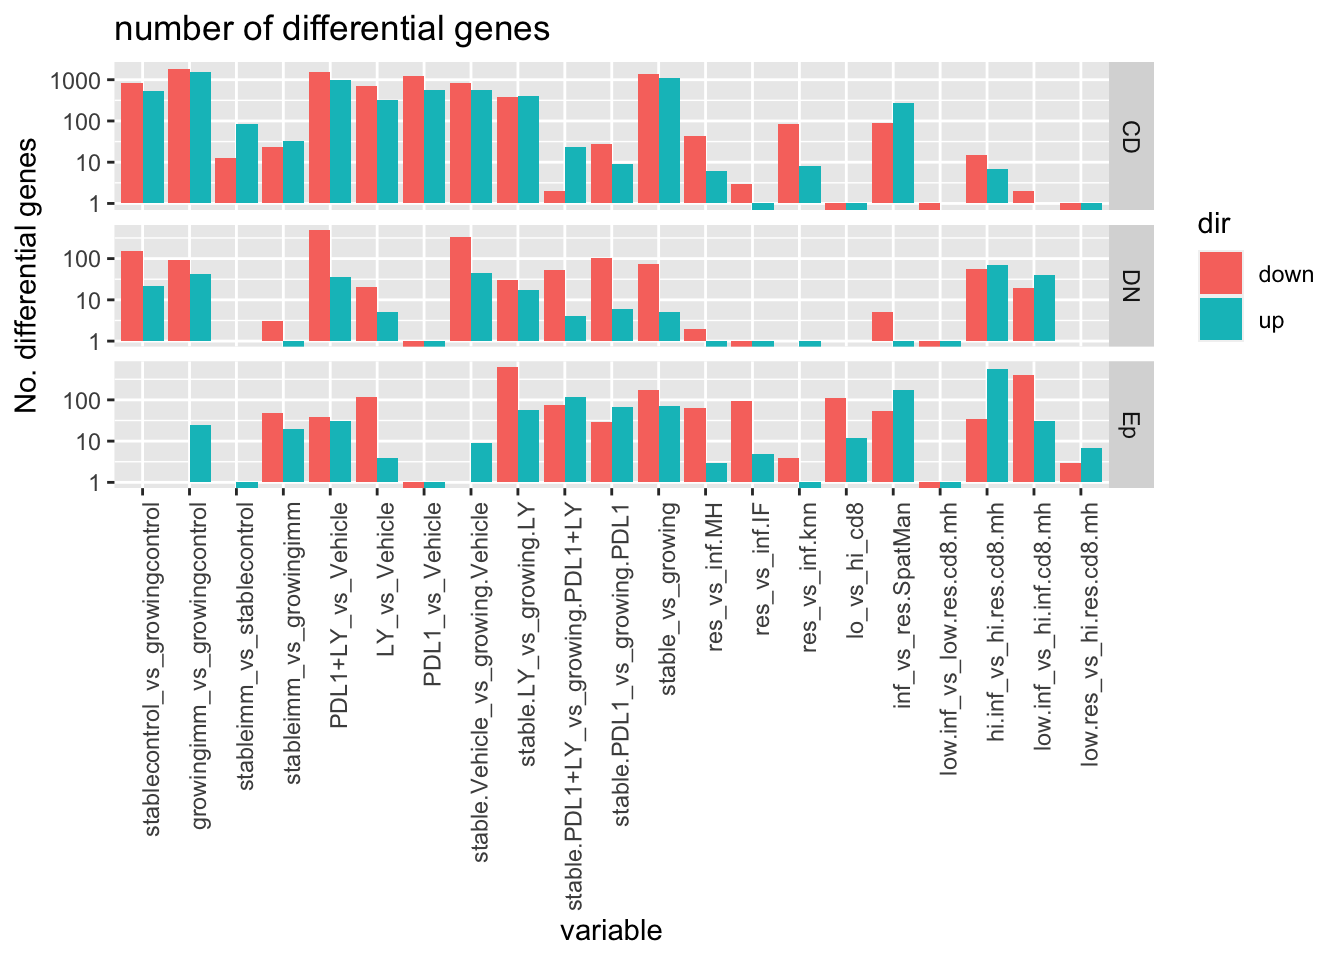 number of differential genes
No. differential genes
1000
100
10
1
CD
100
10
1
DN
100
10
1
Ep
dir
down
up
stablecontrol_vs_growingcontrol
growingimm_vs_growingcontrol
stableimm_vs_stablecontrol
stableimm_vs_growingimm
PDL1+LY_vs_Vehicle
LY_vs_Vehicle
PDL1_vs_Vehicle
stable.Vehicle_vs_growing.Vehicle
stable.LY_vs_growing.LY
stable.PDL1+LY_vs_growing.PDL1+LY
stable.PDL1_vs_growing.PDL1
stable_vs_growing
res_vs_inf.MH
res_vs_inf.IF
res_vs_inf.knn
lo_vs_hi_cd8
inf_vs_res.SpatMan
low.inf_vs_low.res.cd8.mh
hi.inf_vs_hi.res.cd8.mh
low.inf_vs_hi.inf.cd8.mh
low.res_vs_hi.res.cd8.mh
variable